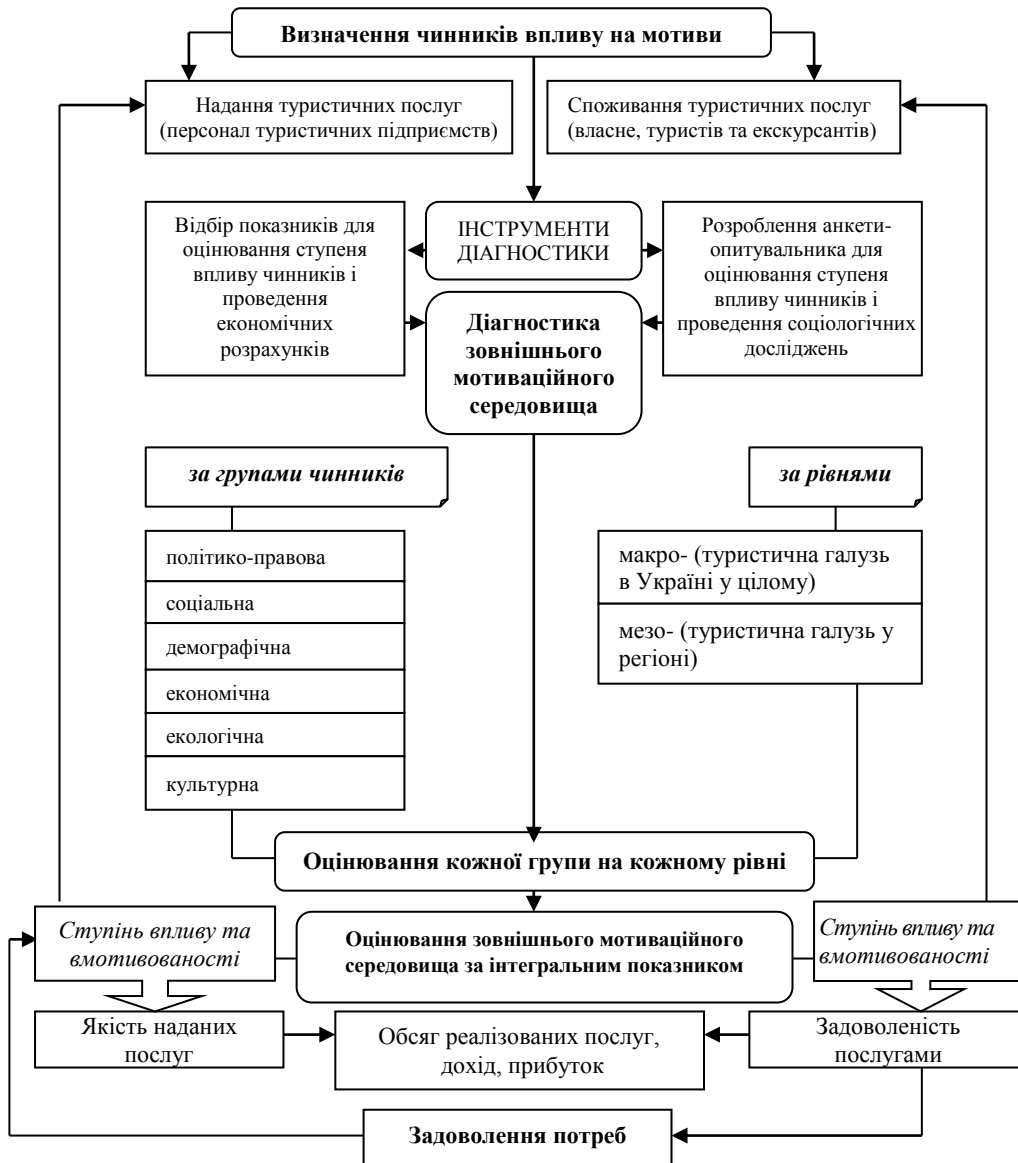 Визначення чинників впливу на мотиви
Надання туристичних послуг
(персонал туристичних підприємств)
Споживання туристичних послуг
(власне, туристів та екскурсантів)
Відбір показників для
оцінювання ступеня
впливу чинників і
проведення
економічних
розрахунків
ІНСТРУМЕНТИ
ДІАГНОСТИКИ
Розроблення анкети-
опитувальника для
оцінювання ступеня
впливу чинників і
проведення соціологічних
досліджень
Діагностика
зовнішнього
мотиваційного
середовища
за групами чинників
за рівнями
політико-правова
соціальна
демографічна
економічна
екологічна
культурна
макро- (туристична галузь
в Україні у цілому)
мезо- (туристична галузь у
регіоні)
Оцінювання кожної групи на кожному рівні
Ступінь впливу та
вмотивованості
Оцінювання зовнішнього мотиваційного
середовища за інтегральним показником
Ступінь впливу та
вмотивованості
Якість наданих
послуг
Обсяг реалізованих послуг,
дохід, прибуток
Задоволеність
послугами
Задоволення потреб